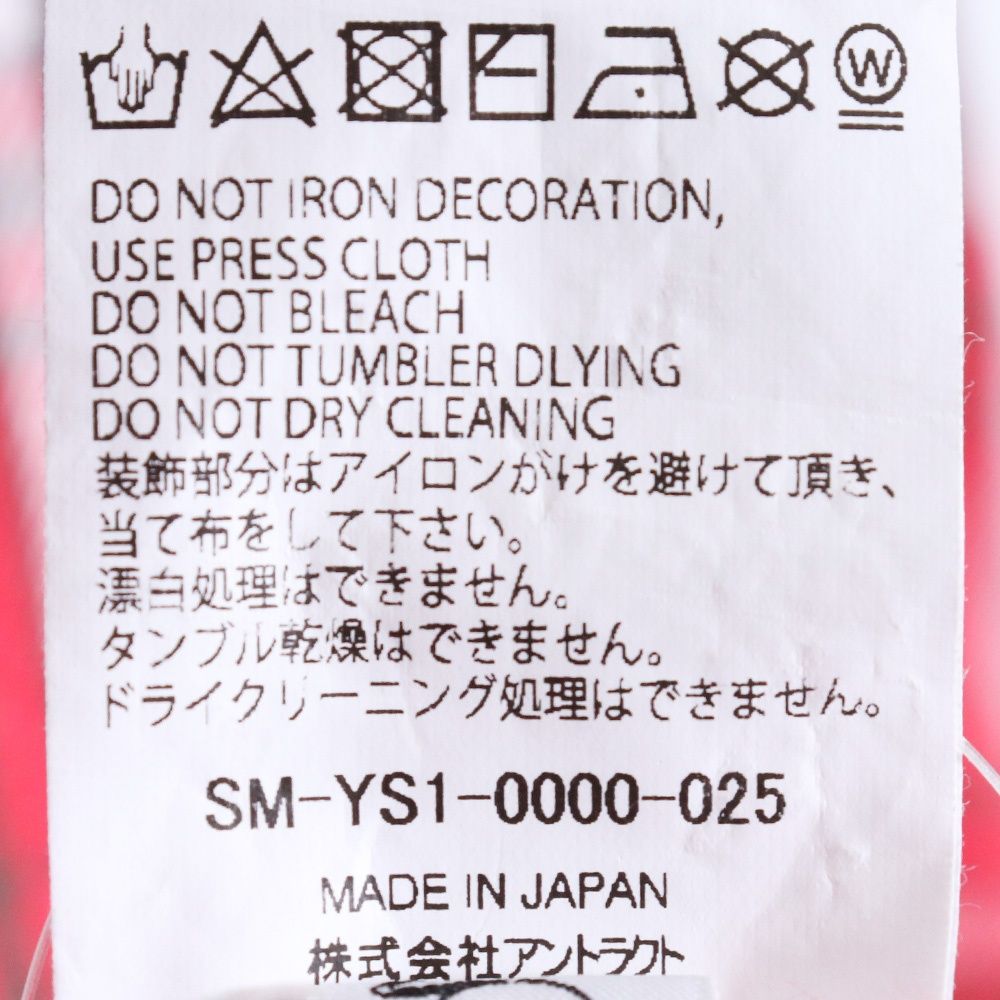 W
DO NOT IRON DECORATION,
USE PRESS CLOTH
DO NOT BLEACH
DO NOT TUMBLER DLYING
DO NOT DRY CLEANING
装飾部分はアイロンがけを避けて頂き、
当て布をして下さい。
漂白処理はできません。
タンブル乾燥はできません。
ドライクリーニング処理はできません。
SM-YS1-0000-025
MADE IN JAPAN
株式会社アントラクト